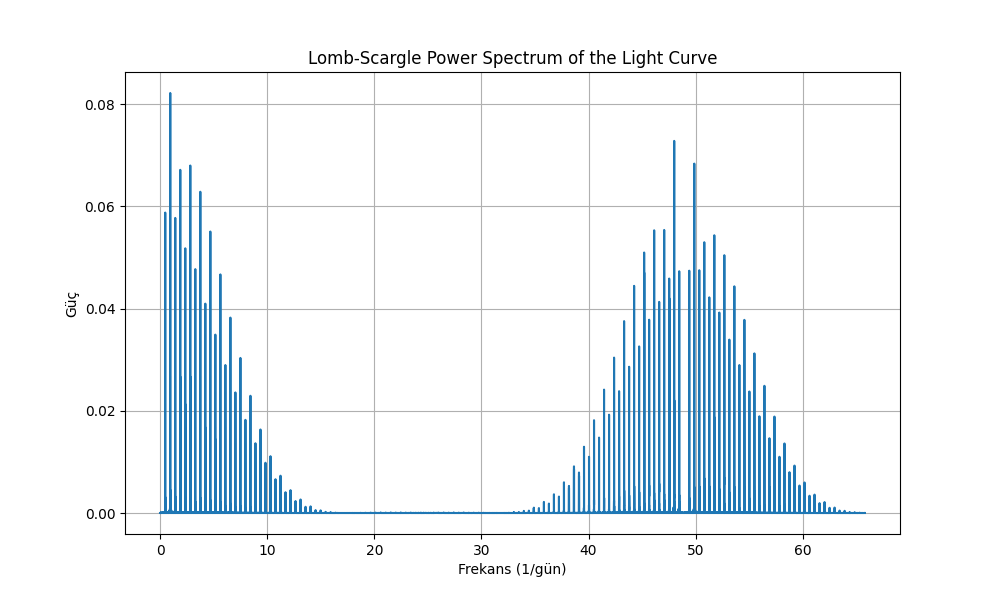 Lomb-Scargle Power Spectrum of the Light Curve
0.08
0.06
0.04
0.02
0.00
Güç
0 10 20 30 40 50 60
Frekans (1/gün)